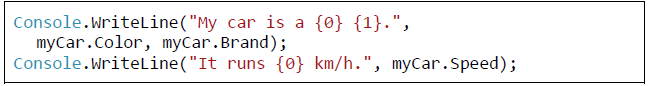 Console.WriteLine("My car is a {0} {1}.",
myCar.Color, myCar.Brand);
Console.WriteLine("It runs {0} km/h.", myCar.Speed);